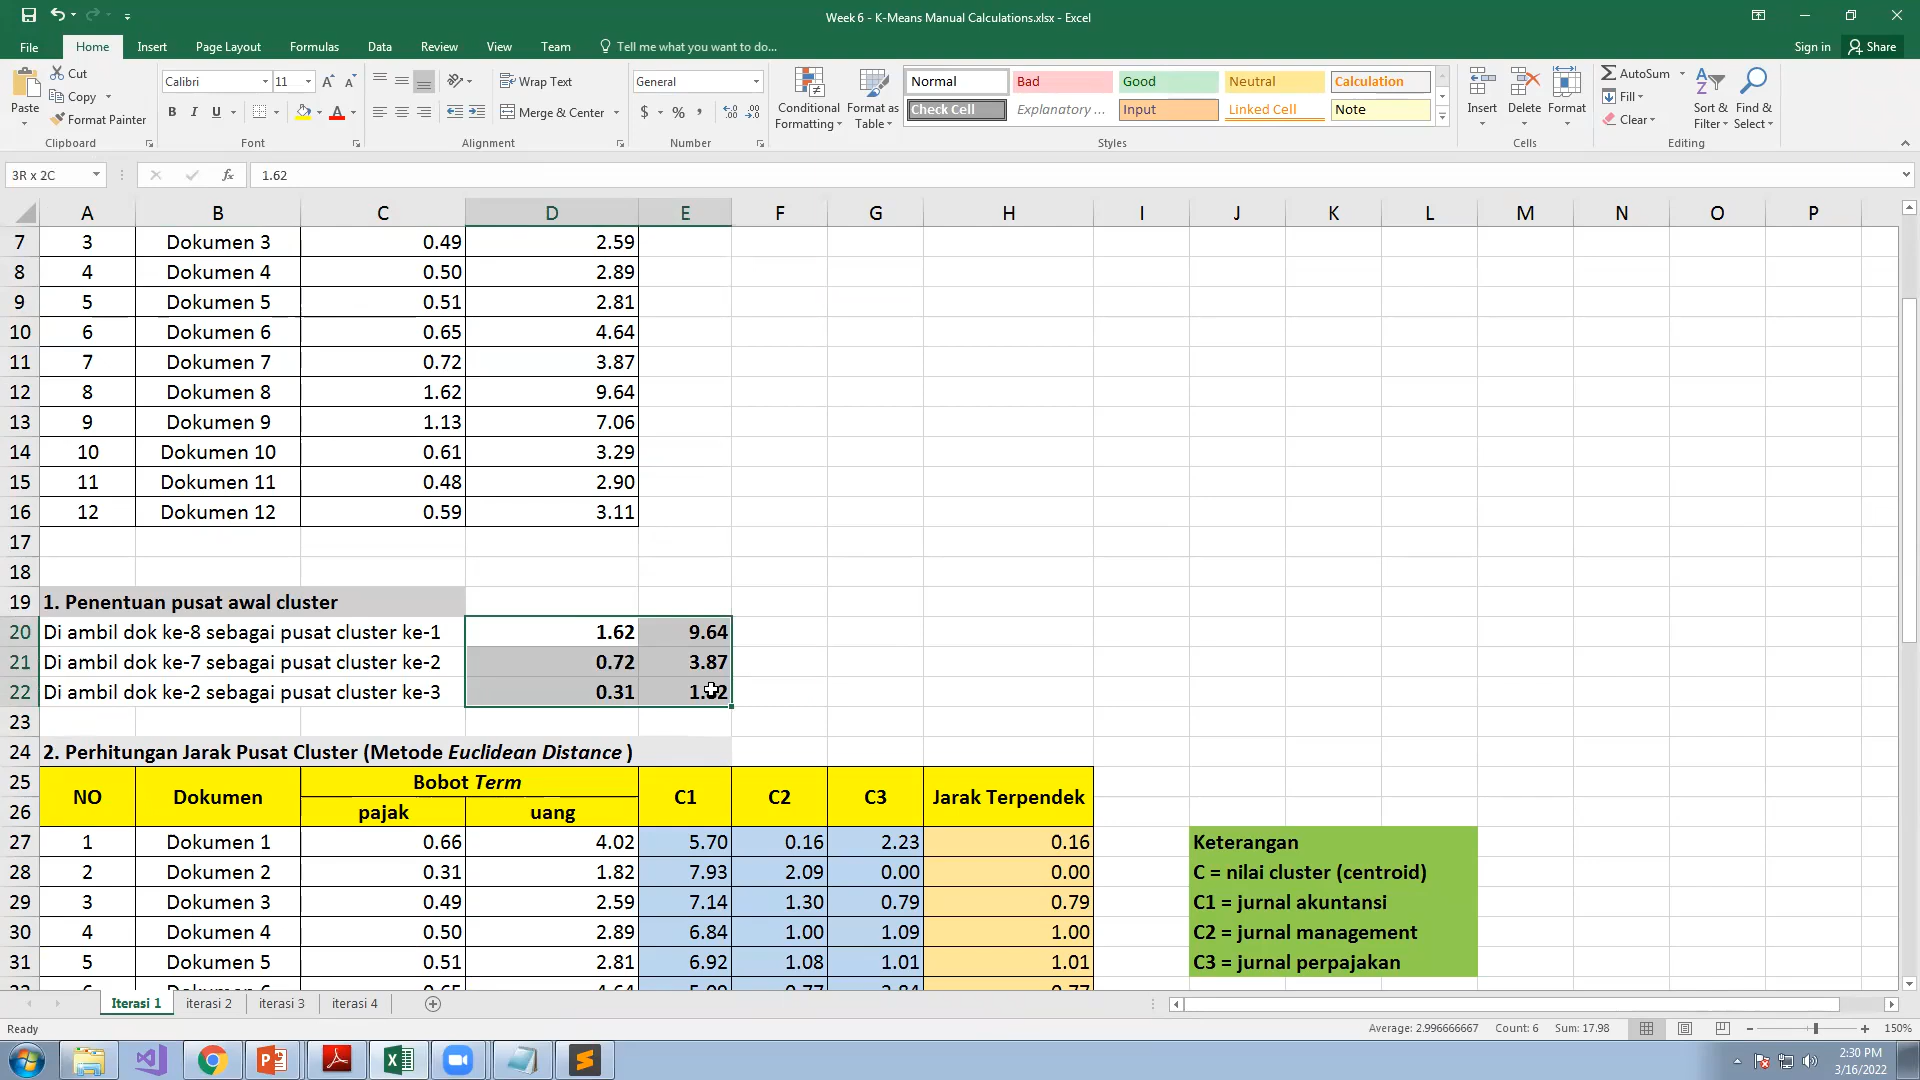 Week 6 - K-Means Manual Calculations.xlsx - Excel
File Home Insert Page Layout Formulas Data Review View Team Tell me what you want to do... Sign in Share
Paste Cut Copy Format Painter Clipboard
Calibri 11 A A B I U A Font
Wrap Text Merge & Center Alignment
General $ % , Number
Conditional Formatting Format as Table
Normal Bad Good Neutral Calculation
Check Cell Explanatory ... Input Linked Cell Note
Styles
Insert Delete Format Cells
AutoSum Fill Clear Sort & Filter Find & Select Editing
3R x 2C fx 1.62
A B C D E F G H I J K L M N O P
7 3 Dokumen 3 0.49 2.59
8 4 Dokumen 4 0.50 2.89
9 5 Dokumen 5 0.51 2.81
10 6 Dokumen 6 0.65 4.64
11 7 Dokumen 7 0.72 3.87
12 8 Dokumen 8 1.62 9.64
13 9 Dokumen 9 1.13 7.06
14 10 Dokumen 10 0.61 3.29
15 11 Dokumen 11 0.48 2.90
16 12 Dokumen 12 0.59 3.11
17
18
19 1. Penentuan pusat awal cluster
20 Di ambil dok ke-8 sebagai pusat cluster ke-1 1.62 9.64
21 Di ambil dok ke-7 sebagai pusat cluster ke-2 0.72 3.87
22 Di ambil dok ke-2 sebagai pusat cluster ke-3 0.31
23
24 2. Perhitungan Jarak Pusat Cluster (Metode Euclidean Distance )
25 NO Dokumen Bobot Term C1 C2 C3 Jarak Terpendek
26 pajak uang
27 1 Dokumen 1 0.66 4.02 5.70 0.16 2.23 0.16 Keterangan
28 2 Dokumen 2 0.31 1.82 7.93 2.09 0.00 0.00 C = nilai cluster (centroid)
29 3 Dokumen 3 0.49 2.59 7.14 1.30 0.79 0.79 C1 = jurnal akuntansi
30 4 Dokumen 4 0.50 2.89 6.84 1.00 1.09 1.00 C2 = jurnal management
31 5 Dokumen 5 0.51 2.81 6.92 1.08 1.01 1.01 C3 = jurnal perpajakan
Iterasi 1 iterasi 2 iterasi 3 iterasi 4
Ready Average: 2.996666667 Count: 6 Sum: 17.98 150%
2:30 PM
3/16/2022